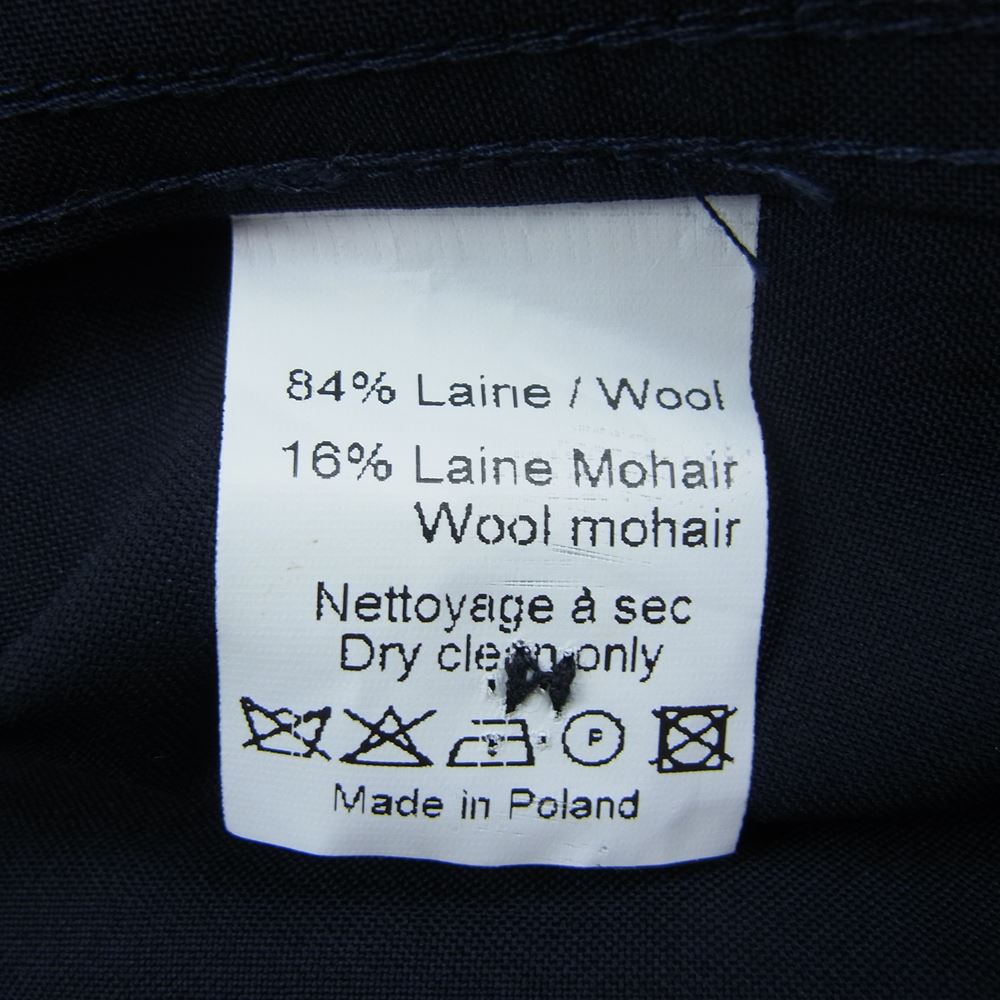 84% Laine / Wool
16% Laine Mohair
Wool mohair
Nettoyage à sec
Dry clean only
P
Made in Poland